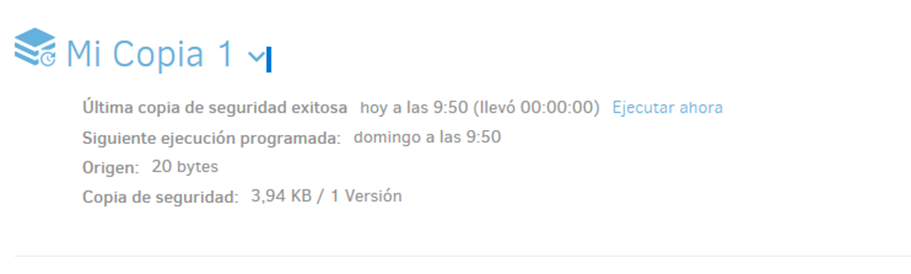 Mi Copia 1
Última copia de seguridad exitosa hoy a las 9:50 (llevó 00:00:00) Ejecutar ahora
Siguiente ejecución programada: domingo a las 9:50
Origen: 20 bytes
Copia de seguridad: 3,94 KB / 1 Versión